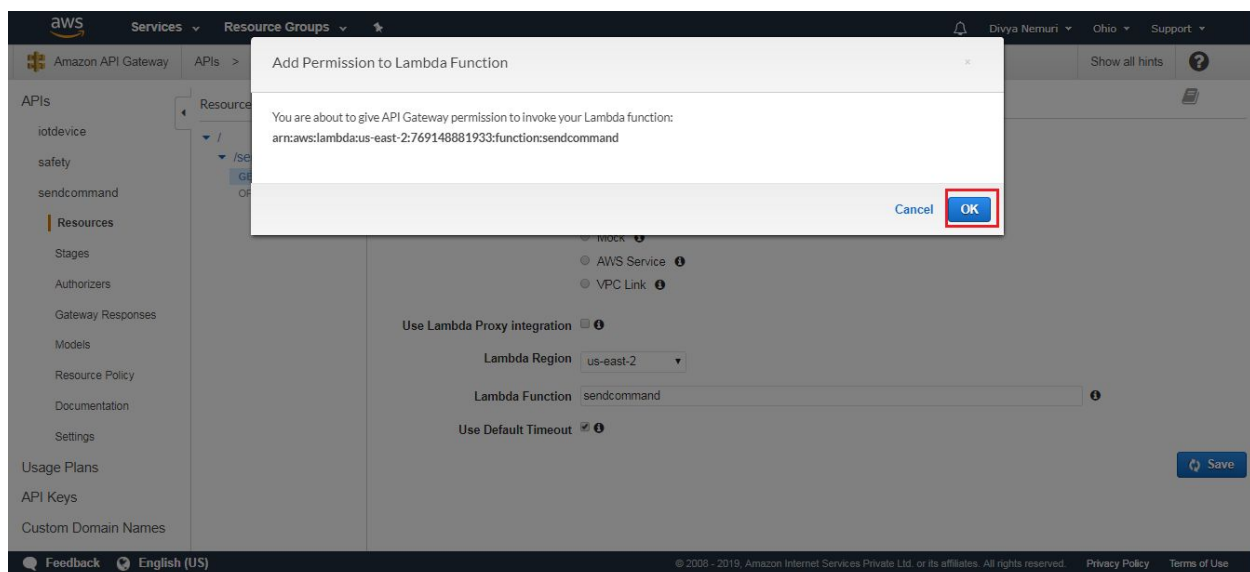 aws Services Resource Groups Divya Nemuri Ohio Support
Amazon API Gateway APIs > Show all hints ?
Add Permission to Lambda Function ×
You are about to give API Gateway permission to invoke your Lambda function:
arn:aws:lambda:us-east-2:769148881933:function:sendcommand
Cancel OK
APIs
iotdevice
safety
sendcommand
Resources
Stages
Authorizers
Gateway Responses
Models
Resource Policy
Documentation
Settings
Usage Plans
API Keys
Custom Domain Names
Resource
/
/se
GE
Mock
AWS Service
VPC Link
Use Lambda Proxy integration
Lambda Region us-east-2
Lambda Function sendcommand
Use Default Timeout
Save
Feedback English (US) © 2008 - 2019, Amazon Internet Services Private Ltd. or its affiliates. All rights reserved. Privacy Policy Terms of Use